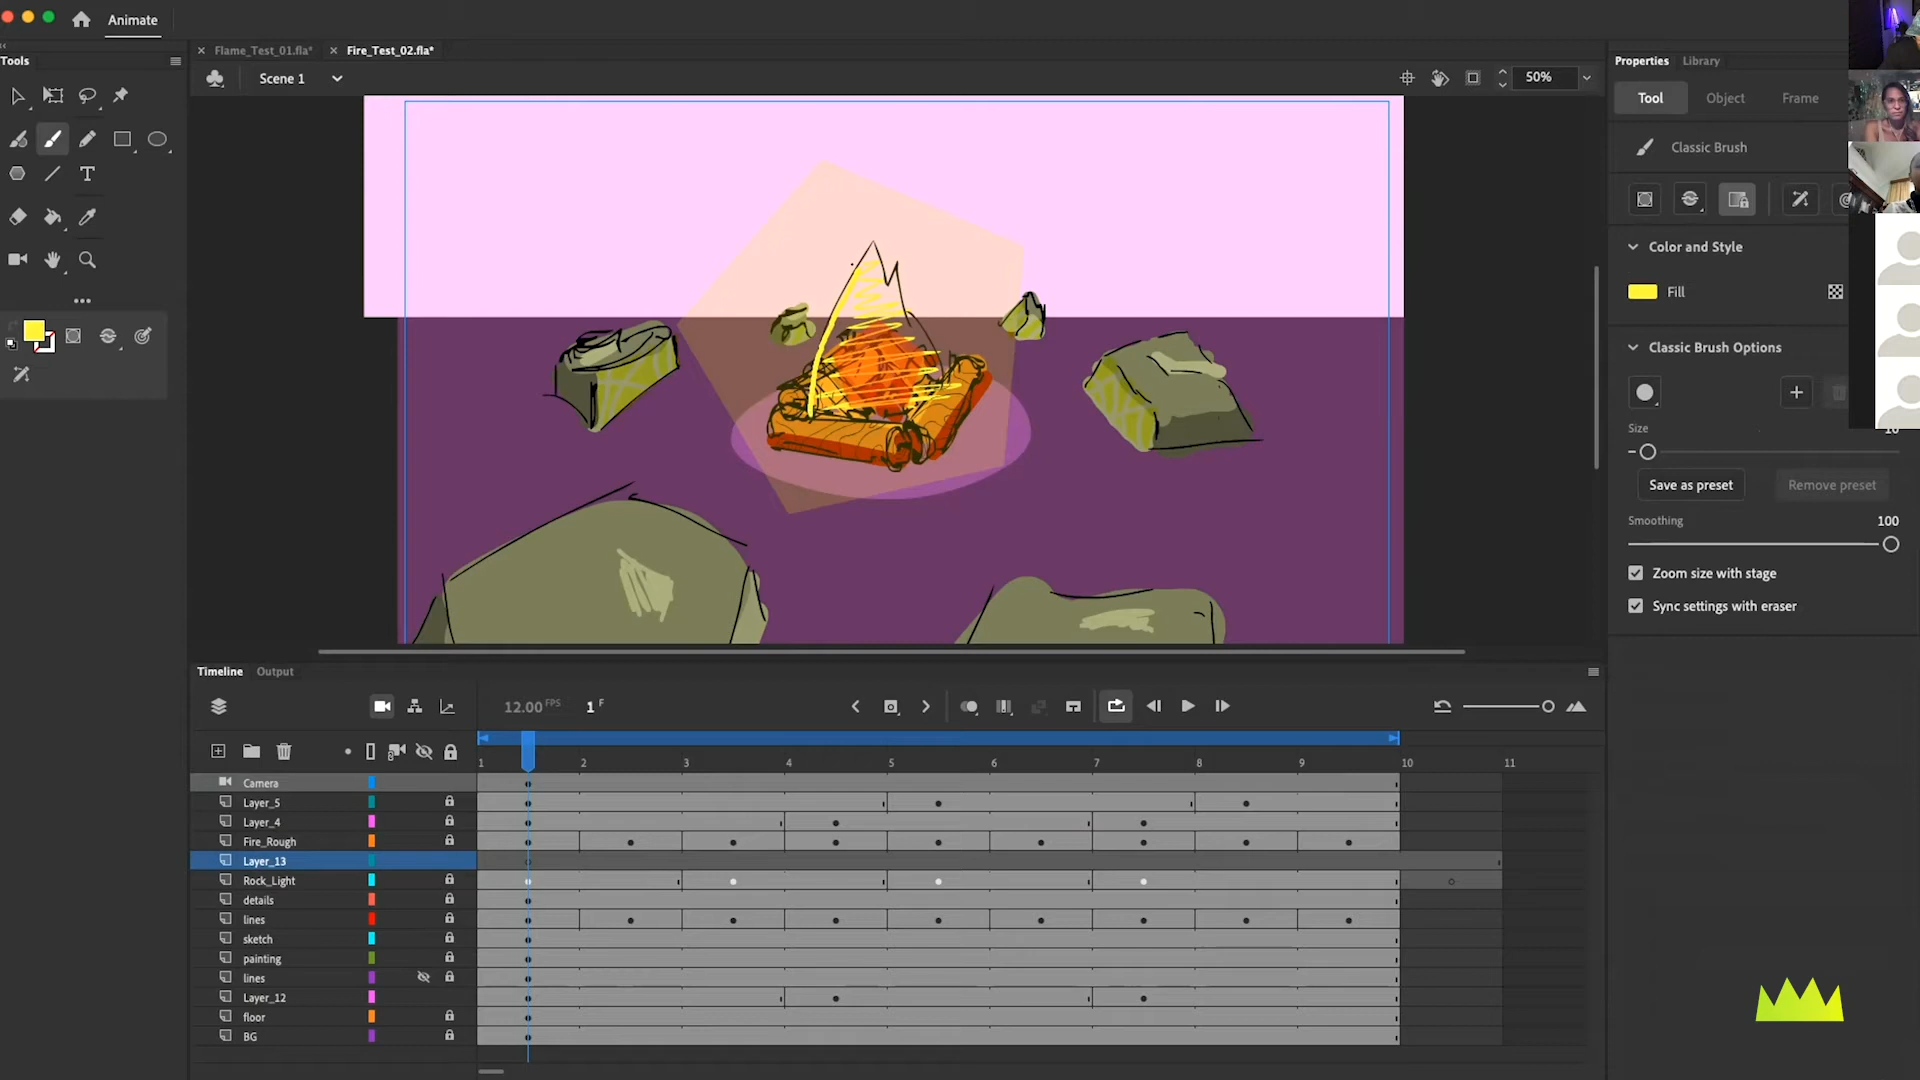 Animate
Tools
Flame_Test_01.fla*
Fire_Test_02.fla*
Scene 1
50%
Properties
Library
Tool
Object
Frame
Classic Brush
Color and Style
Fill
Classic Brush Options
Size
Save as preset
Remove preset
Smoothing
100
Zoom size with stage
Sync settings with eraser
T
Timeline
Output
12.00 FPS
1 F
1 2 3 4 5 6 7 8 9 10 11
Camera
Layer_5
Layer_4
Fire_Rough
Layer_13
Rock_Light
details
lines
sketch
painting
lines
Layer_12
floor
BG